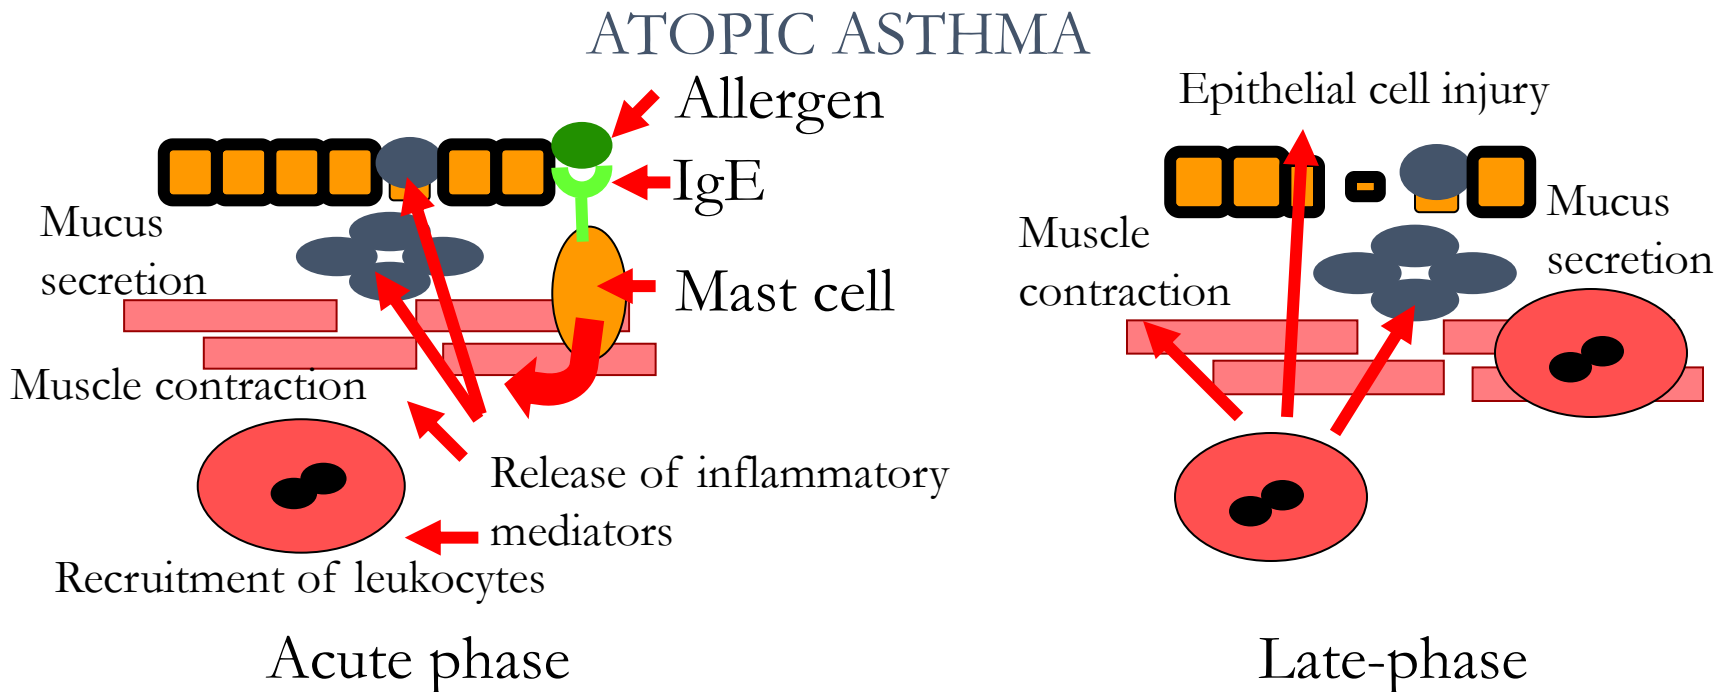 ATOPIC ASTHMA
Allergen
IgE
Mucus
secretion
Mast cell
Muscle contraction
Release of inflammatory
mediators
Recruitment of leukocytes
Acute phase
Epithelial cell injury
Muscle
contraction
Mucus
secretion
Late-phase